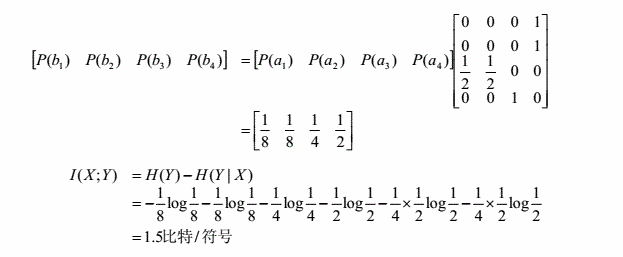 [P(b₁) P(b₂) P(b₃) P(b₄)] = [P(a₁) P(a₂) P(a₃) P(a₄)] [0 0 0 1; 0 0 0 1; 1/2 1/2 0 0; 0 0 1 0]
= [1/8 1/8 1/4 1/2]
I(X;Y) = H(Y) − H(Y | X)
= −1/8 log 1/8 − 1/8 log 1/8 − 1/4 log 1/4 − 1/2 log 1/2 − 1/4 × 1/2 log 1/2 − 1/4 × 1/2 log 1/2
= 1.5比特/符号